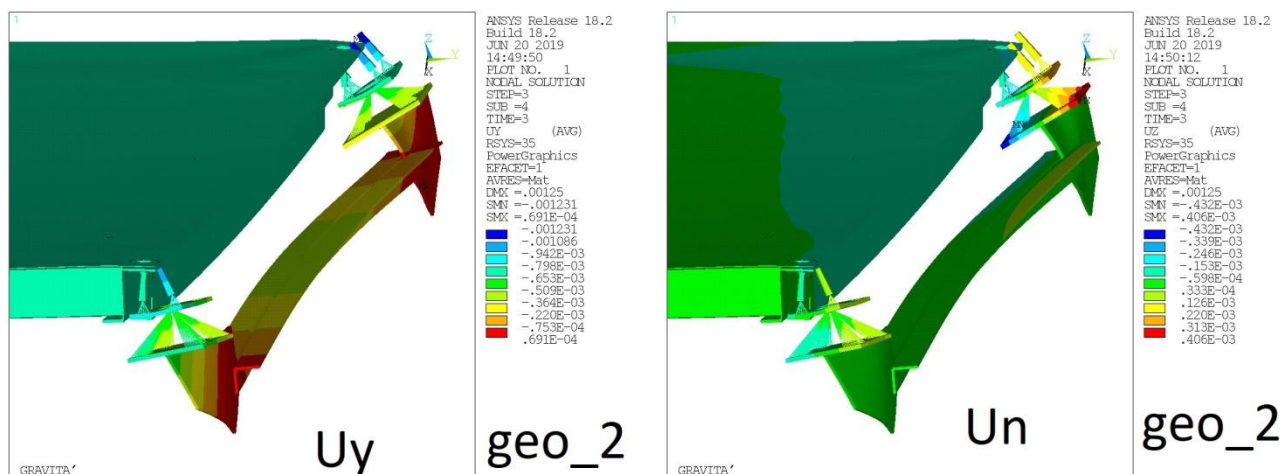 1
ANSYS Release 18.2
Build 18.2
JUN 20 2019
14:49:50
PLOT NO. 1
NODAL SOLUTION
STEP=3
SUB =4
TIME=3
UY (AVG)
RSYS=35
PowerGraphics
EFACET=1
AVRES=Mat
DMX =.00125
SMN =-.001231
SMX =.691E-04
-.001231
-.001086
-.942E-03
-.798E-03
-.653E-03
-.509E-03
-.364E-03
-.220E-03
-.753E-04
.691E-04
Z
Y
X
Uy
geo_2
GRAVITA'
1
ANSYS Release 18.2
Build 18.2
JUN 20 2019
14:50:12
PLOT NO. 1
NODAL SOLUTION
STEP=3
SUB =4
TIME=3
UZ (AVG)
RSYS=35
PowerGraphics
EFACET=1
AVRES=Mat
DMX =.00125
SMN =-.432E-03
SMX =.406E-03
-.432E-03
-.339E-03
-.246E-03
-.153E-03
-.598E-04
.333E-04
.126E-03
.220E-03
.313E-03
.406E-03
Z
Y
X
Un
geo_2
GRAVITA'